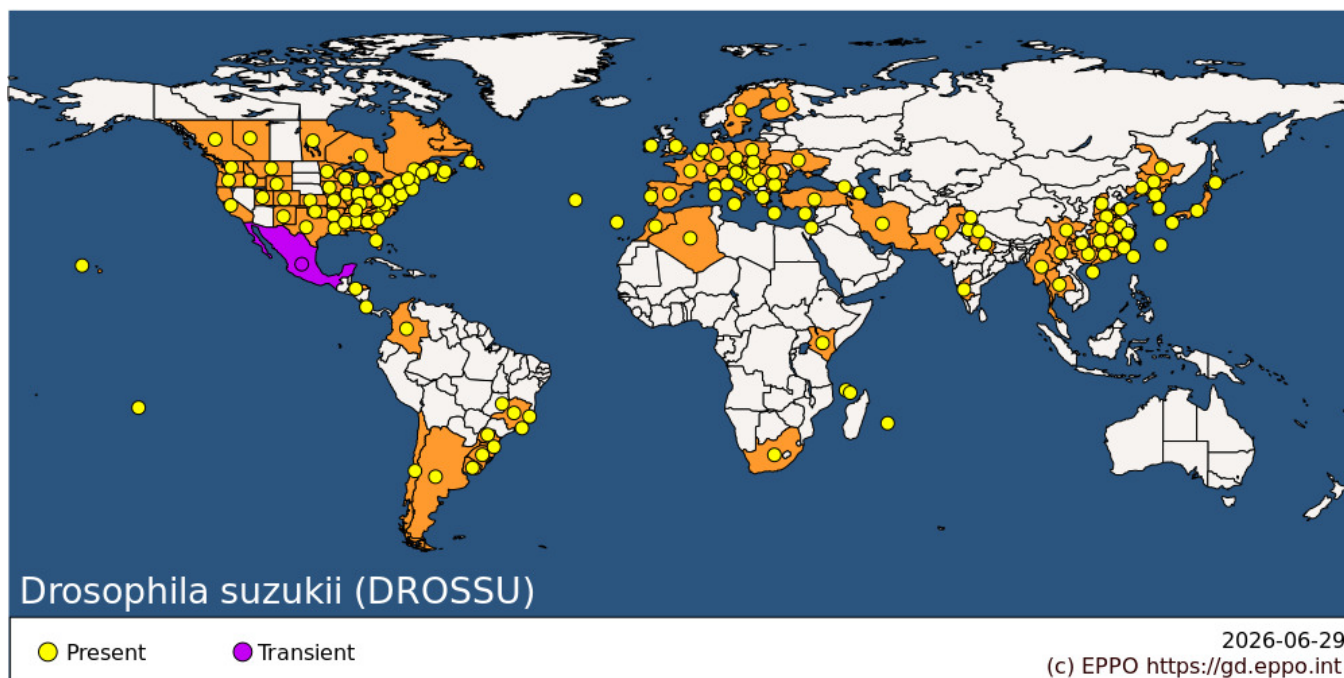 Drosophila suzukii (DROSSU)
Present
Transient
2026-06-29
(c) EPPO https://gd.eppo.int